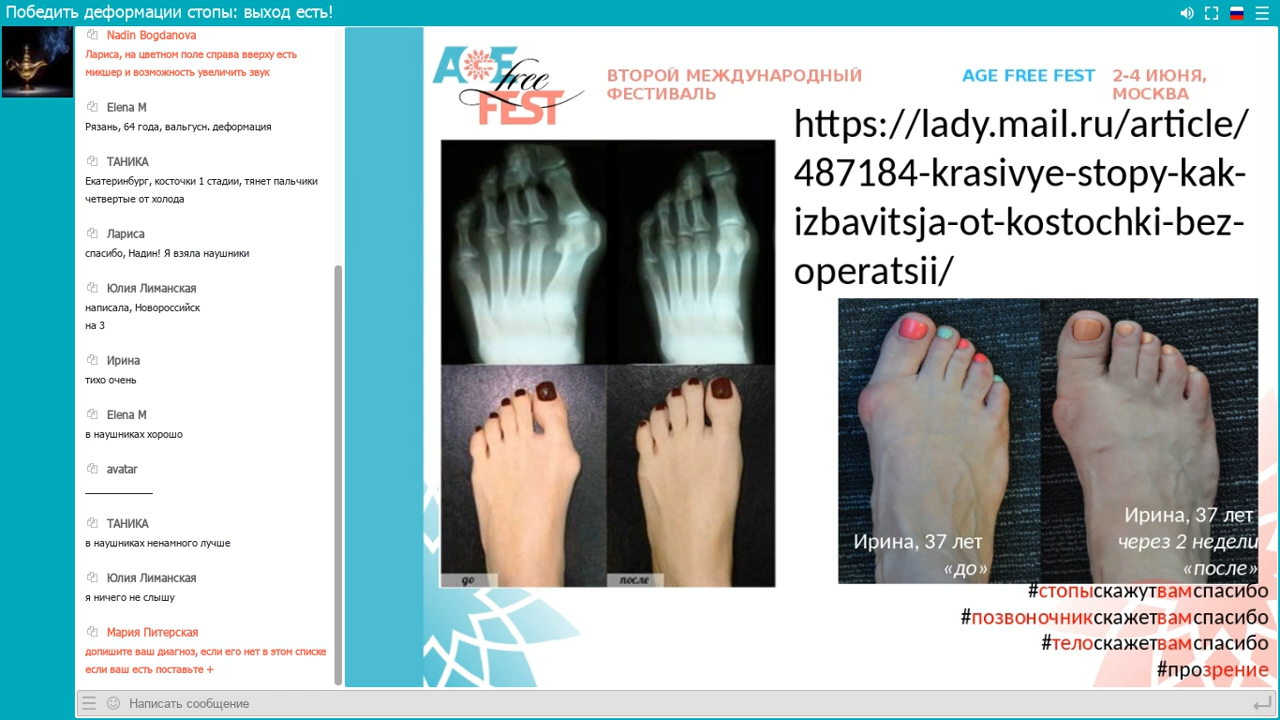 Победить деформации стопы: выход есть!
Nadin Bogdanova
Лариса, на цветном поле справа вверху есть
микшер и возможность увеличить звук
Elena M
Рязань, 64 года, вальгусн. деформация
ТАНИКА
Екатеринбург, косточки 1 стадии, тянет пальчики
четвертые от холода
Лариса
спасибо, Надин! Я взяла наушники
Юлия Лиманская
написала, Новороссийск
на 3
Ирина
тихо очень
Elena M
в наушниках хорошо
avatar
______________
ТАНИКА
в наушниках ненамного лучше
Юлия Лиманская
я ничего не слышу
Мария Питерская
допишите ваш диагноз, если его нет в этом списке
если ваш есть поставьте +
Написать сообщение
AGE
free
FEST
ВТОРОЙ МЕЖДУНАРОДНЫЙ
ФЕСТИВАЛЬ
AGE FREE FEST
2-4 ИЮНЯ,
МОСКВА
https://lady.mail.ru/article/
487184-krasivye-stopy-kak-
izbavitsja-ot-kostochki-bez-
operatsii/
до
после
Ирина, 37 лет
«до»
Ирина, 37 лет
через 2 недели
«после»
#стопыскажутвамспасибо
#позвоночникскажетвамспасибо
#телоскажетвамспасибо
#прозрение